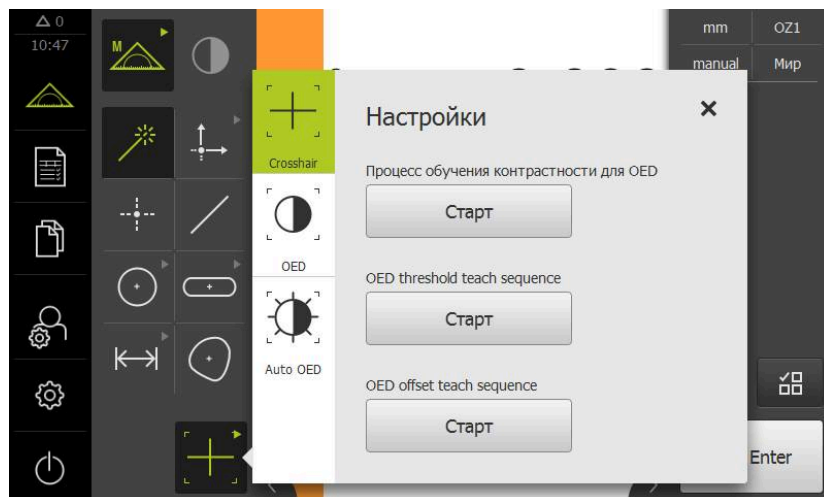 0
10:47
M
mm
OZ1
manual
Мир
Crosshair
OED
Auto OED
Настройки
Процесс обучения контрастности для OED
Старт
OED threshold teach sequence
Старт
OED offset teach sequence
Старт
Enter